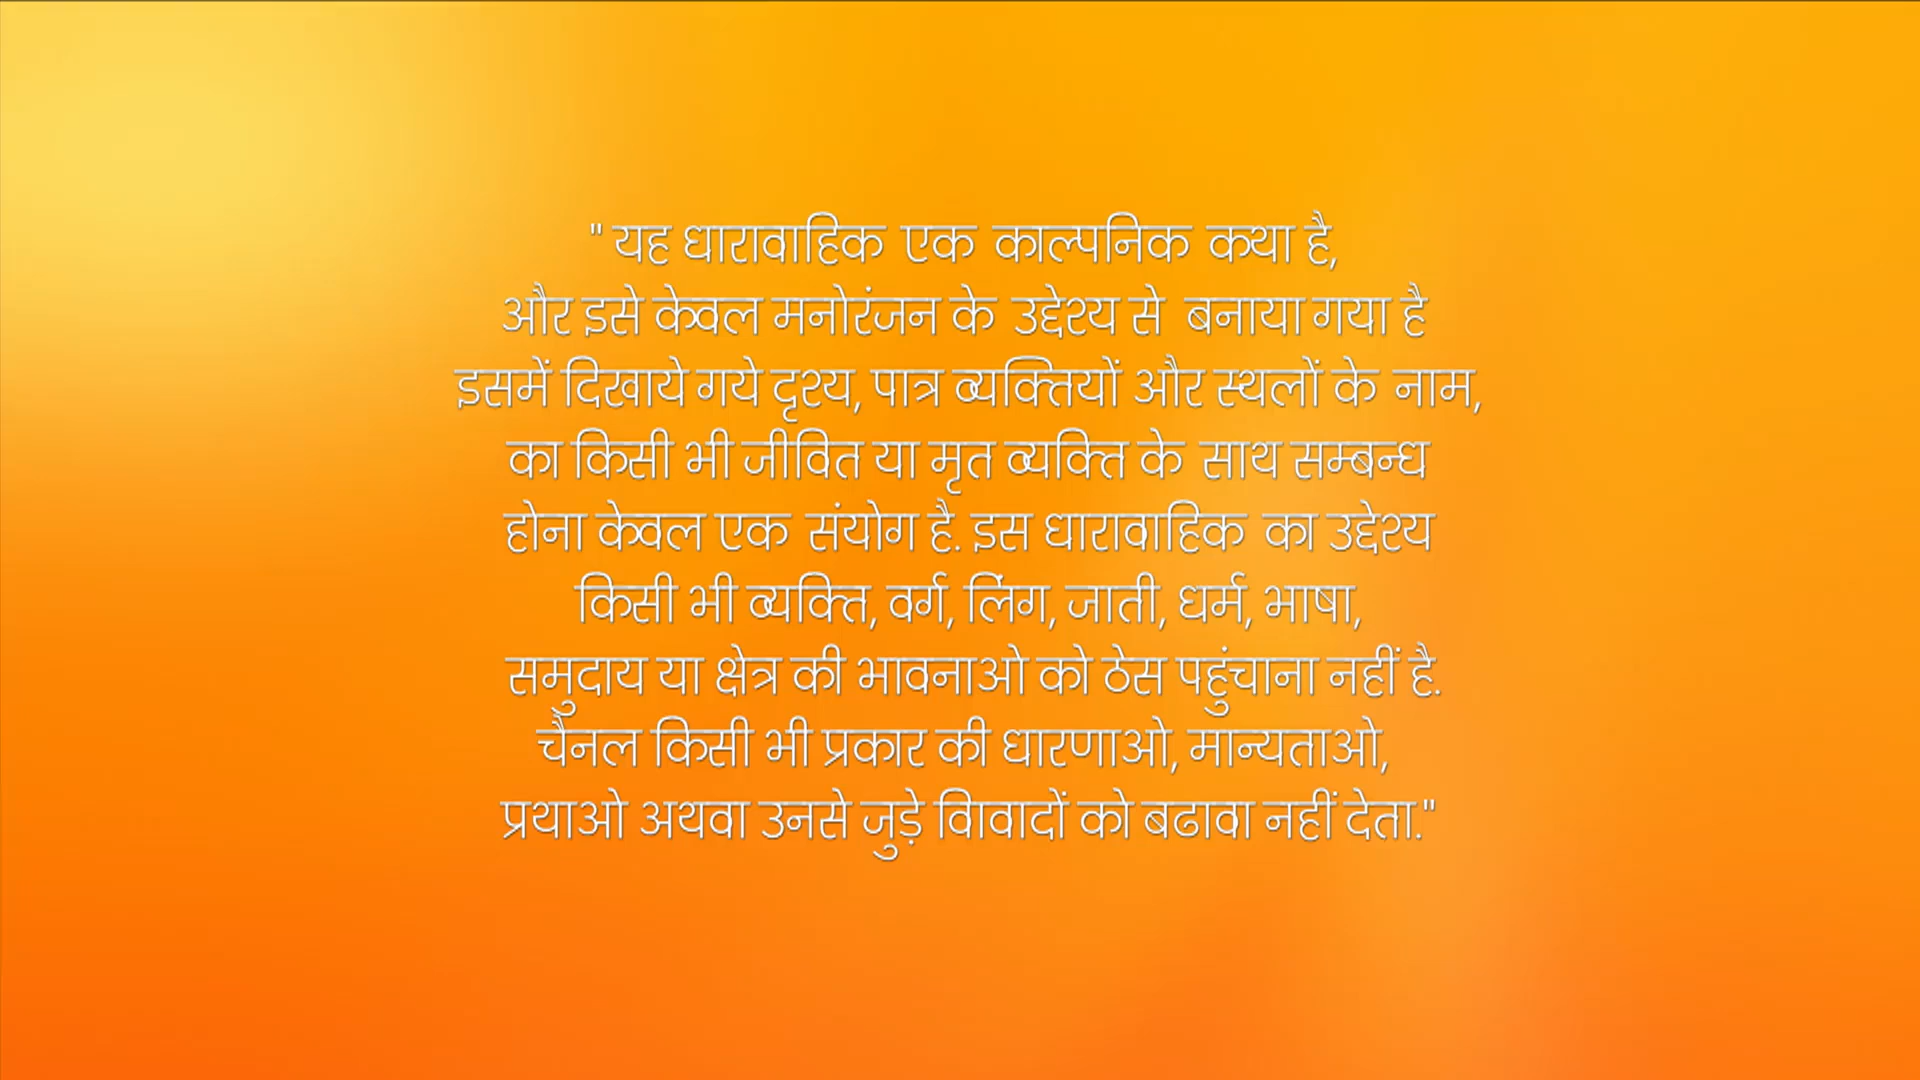 " यह धारावाहिक एक काल्पनिक कथा है,
और इसे केवल मनोरंजन के उद्देश्य से बनाया गया है
इसमें दिखाये गये दृश्य, पात्र व्यक्तियों और स्थलों के नाम,
का किसी भी जीवित या मृत व्यक्ति के साथ सम्बन्ध
होना केवल एक संयोग है. इस धारावाहिक का उद्देश्य
किसी भी व्यक्ति, वर्ग, लिंग, जाती, धर्म, भाषा,
समुदाय या क्षेत्र की भावनाओ को ठेस पहुंचाना नहीं है.
चैनल किसी भी प्रकार की धारणाओ, मान्यताओ,
प्रथाओ अथवा उनसे जुड़े विावादों को बढावा नहीं देता."